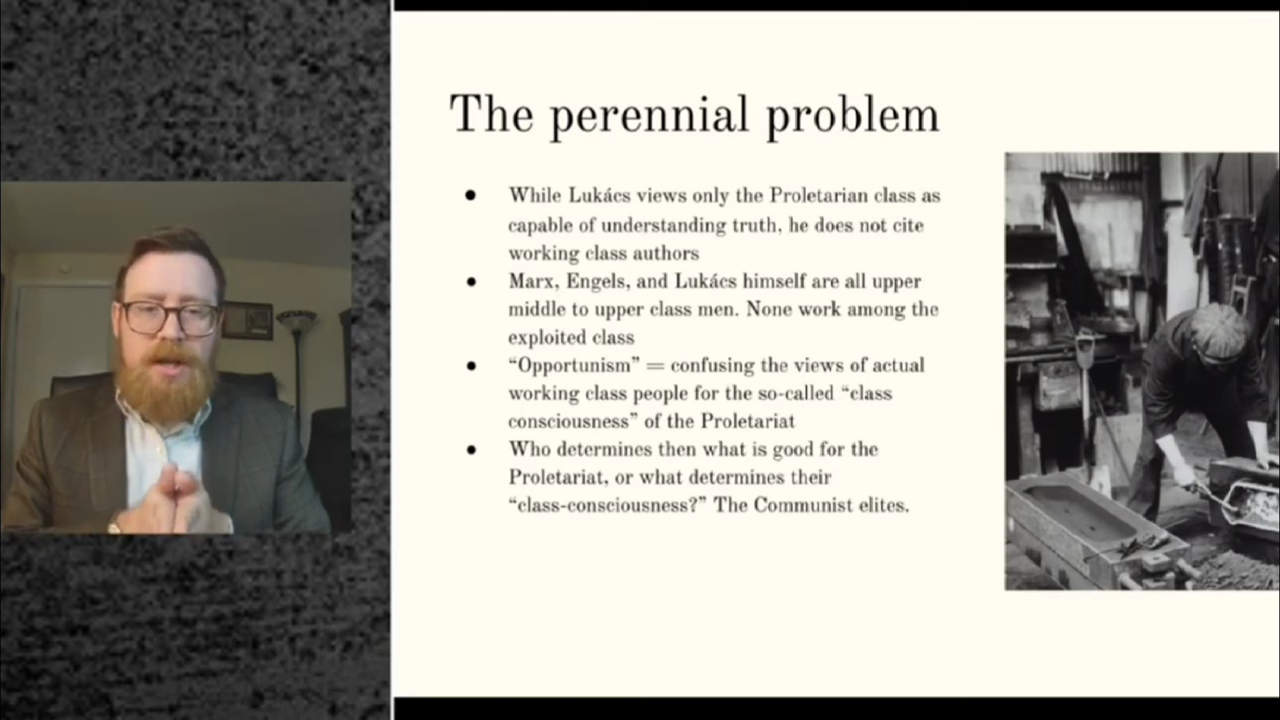 The perennial problem
● While Lukács views only the Proletarian class as
capable of understanding truth, he does not cite
working class authors
● Marx, Engels, and Lukács himself are all upper
middle to upper class men. None work among the
exploited class
● “Opportunism” = confusing the views of actual
working class people for the so-called “class
consciousness” of the Proletariat
● Who determines then what is good for the
Proletariat, or what determines their
“class-consciousness?” The Communist elites.